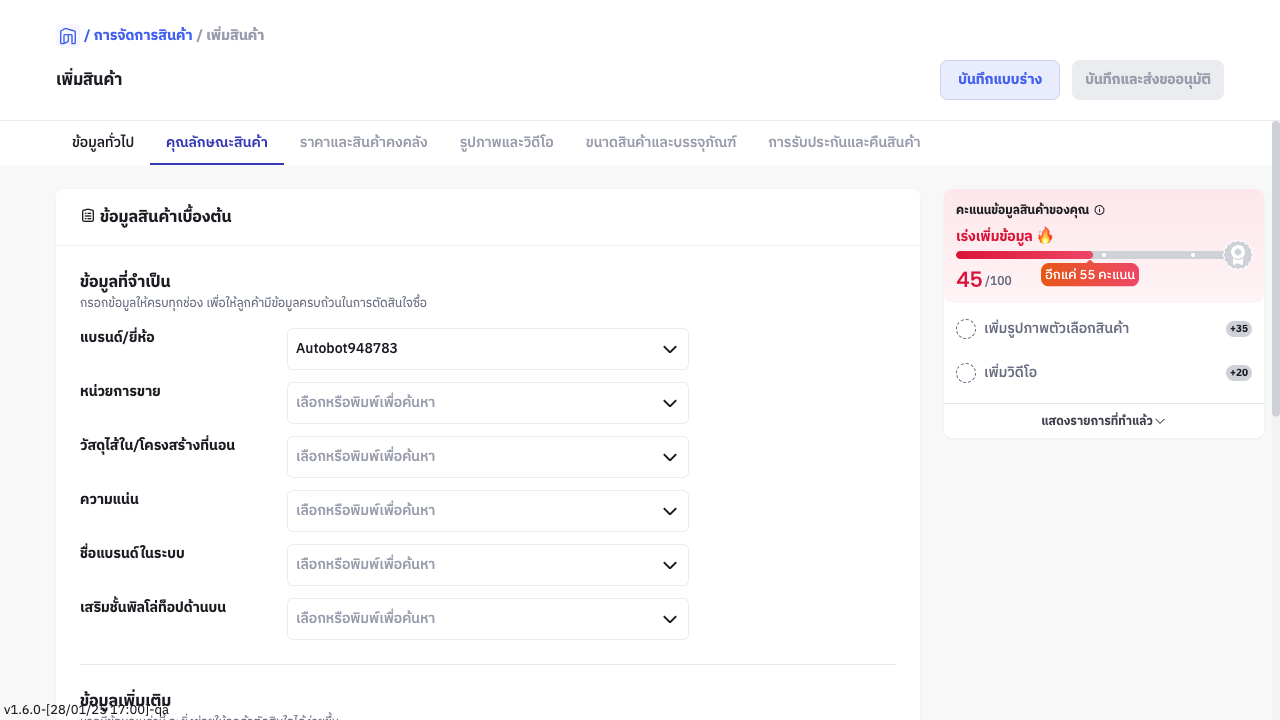 / การจัดการสินค้า / เพิ่มสินค้า
เพิ่มสินค้า
บันทึกแบบร่าง
บันทึกและส่งขออนุมัติ
ข้อมูลทั่วไป
คุณลักษณะสินค้า
ราคาและสินค้าคงคลัง
รูปภาพและวิดีโอ
ขนาดสินค้าและบรรจุภัณฑ์
การรับประกันและคืนสินค้า
ข้อมูลสินค้าเบื้องต้น
ข้อมูลที่จำเป็น
กรอกข้อมูลให้ครบทุกช่อง เพื่อให้ลูกค้ามีข้อมูลครบถ้วนในการตัดสินใจซื้อ
แบรนด์/ยี่ห้อ
Autobot948783
หน่วยการขาย
เลือกหรือพิมพ์เพื่อค้นหา
วัสดุไส้ใน/โครงสร้างที่นอน
เลือกหรือพิมพ์เพื่อค้นหา
ความแน่น
เลือกหรือพิมพ์เพื่อค้นหา
ชื่อแบรนด์ในระบบ
เลือกหรือพิมพ์เพื่อค้นหา
เสริมชั้นพิลโล่ท็อปด้านบน
เลือกหรือพิมพ์เพื่อค้นหา
ข้อมูลเพิ่มเติม
v1.6.0-[28/01/25 17:00]-qa
คะแนนข้อมูลสินค้าของคุณ
เร่งเพิ่มข้อมูล 🔥
45/100
อีกแค่ 55 คะแนน
เพิ่มรูปภาพตัวเลือกสินค้า
+35
เพิ่มวิดีโอ
+20
แสดงรายการที่ทำแล้ว